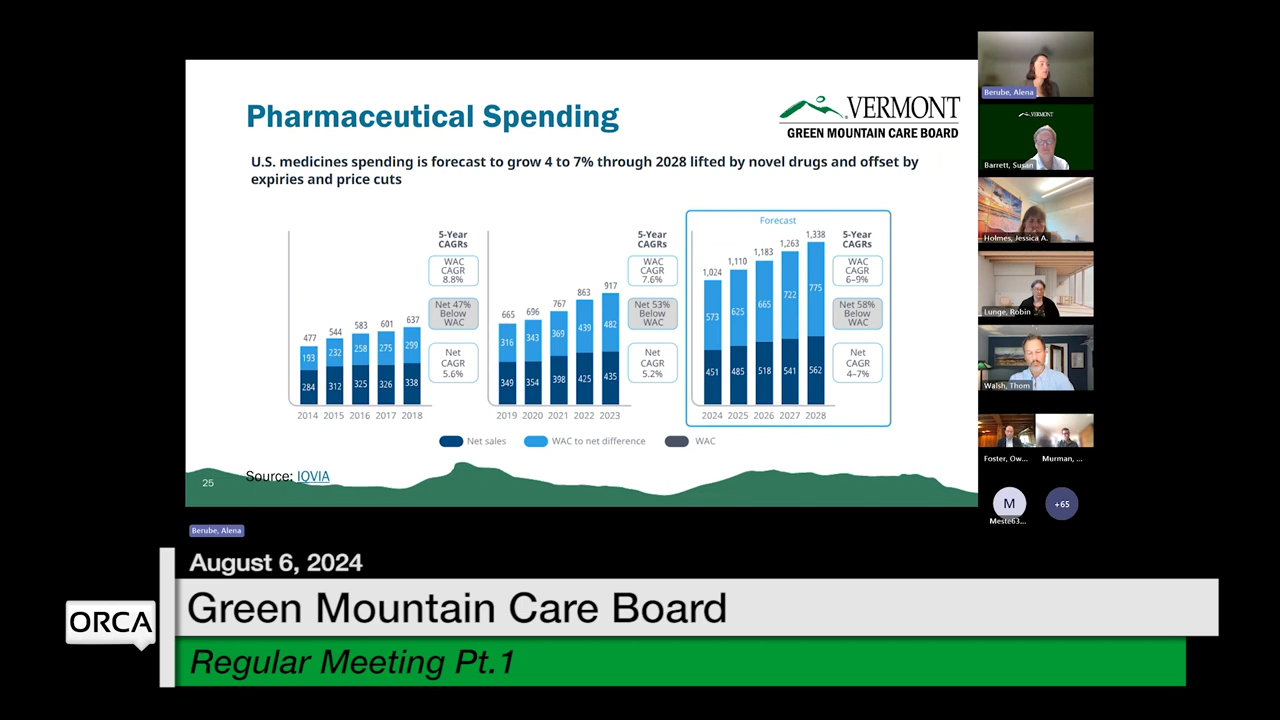 Pharmaceutical Spending
VERMONT
GREEN MOUNTAIN CARE BOARD
U.S. medicines spending is forecast to grow 4 to 7% through 2028 lifted by novel drugs and offset by
expiries and price cuts
5-Year
CAGRs
WAC
CAGR
8.8%
Net 47%
Below
WAC
Net
CAGR
5.6%
477
544
583
601
637
193
232
258
275
299
284
312
325
326
338
2014 2015 2016 2017 2018
5-Year
CAGRs
WAC
CAGR
7.6%
Net 53%
Below
WAC
Net
CAGR
5.2%
665
696
767
863
917
316
343
369
439
482
349
354
398
425
435
2019 2020 2021 2022 2023
Forecast
5-Year
CAGRs
WAC
CAGR
6–9%
Net 58%
Below
WAC
Net
CAGR
4–7%
1,024
1,110
1,183
1,263
1,338
573
625
665
722
775
451
485
518
541
562
2024 2025 2026 2027 2028
Net sales
WAC to net difference
WAC
Source: IQVIA
25
Berube, Alena
VERMONT
Barrett, Susan
Holmes, Jessica A.
Lunge, Robin
Walsh, Thom
Foster, Ow...
Murman, ...
M
Meste63...
+65
Berube, Alena
August 6, 2024
ORCA
Green Mountain Care Board
Regular Meeting Pt.1